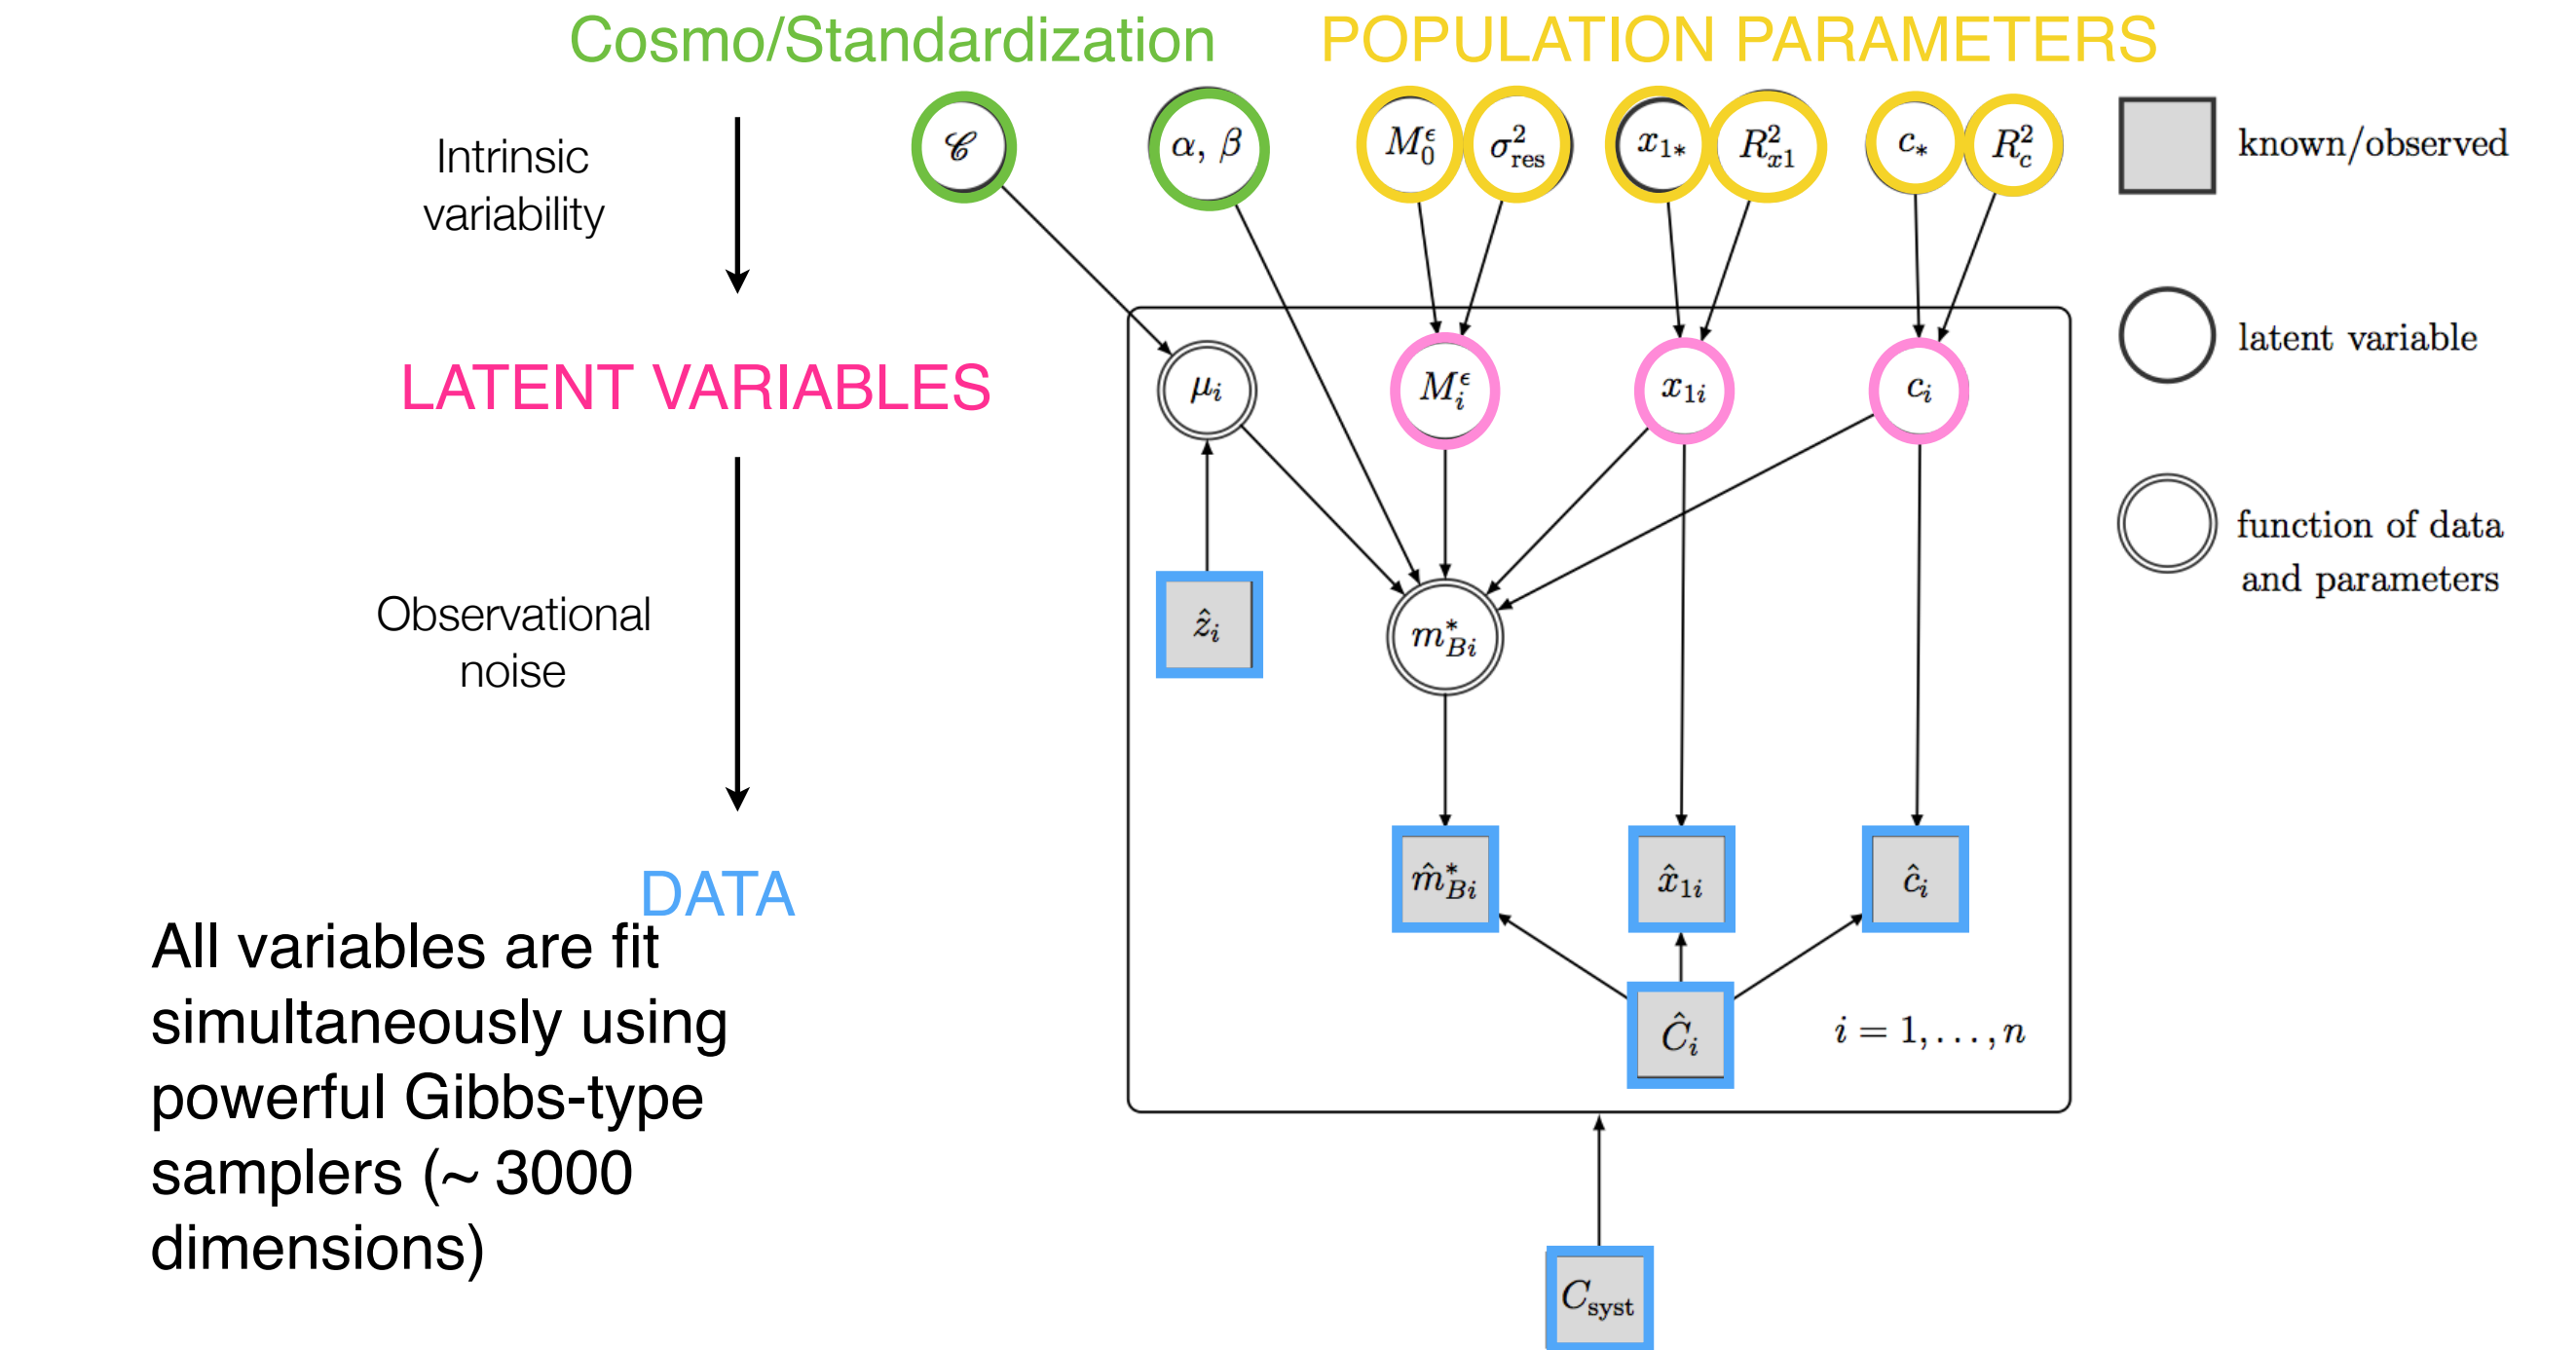 Cosmo/Standardization
POPULATION PARAMETERS
𝒞
α, β
M₀^ϵ
σ²_res
x₁*
R²_x1
c*
R²_c
known/observed
Intrinsic
variability
latent variable
LATENT VARIABLES
μᵢ
Mᵢ^ϵ
x₁ᵢ
cᵢ
function of data
and parameters
Observational
noise
ẑᵢ
m*_Bi
DATA
m̂*_Bi
x̂₁ᵢ
ĉᵢ
All variables are fit
simultaneously using
powerful Gibbs-type
samplers (~ 3000
dimensions)
Ĉᵢ
i = 1, . . . , n
C_syst